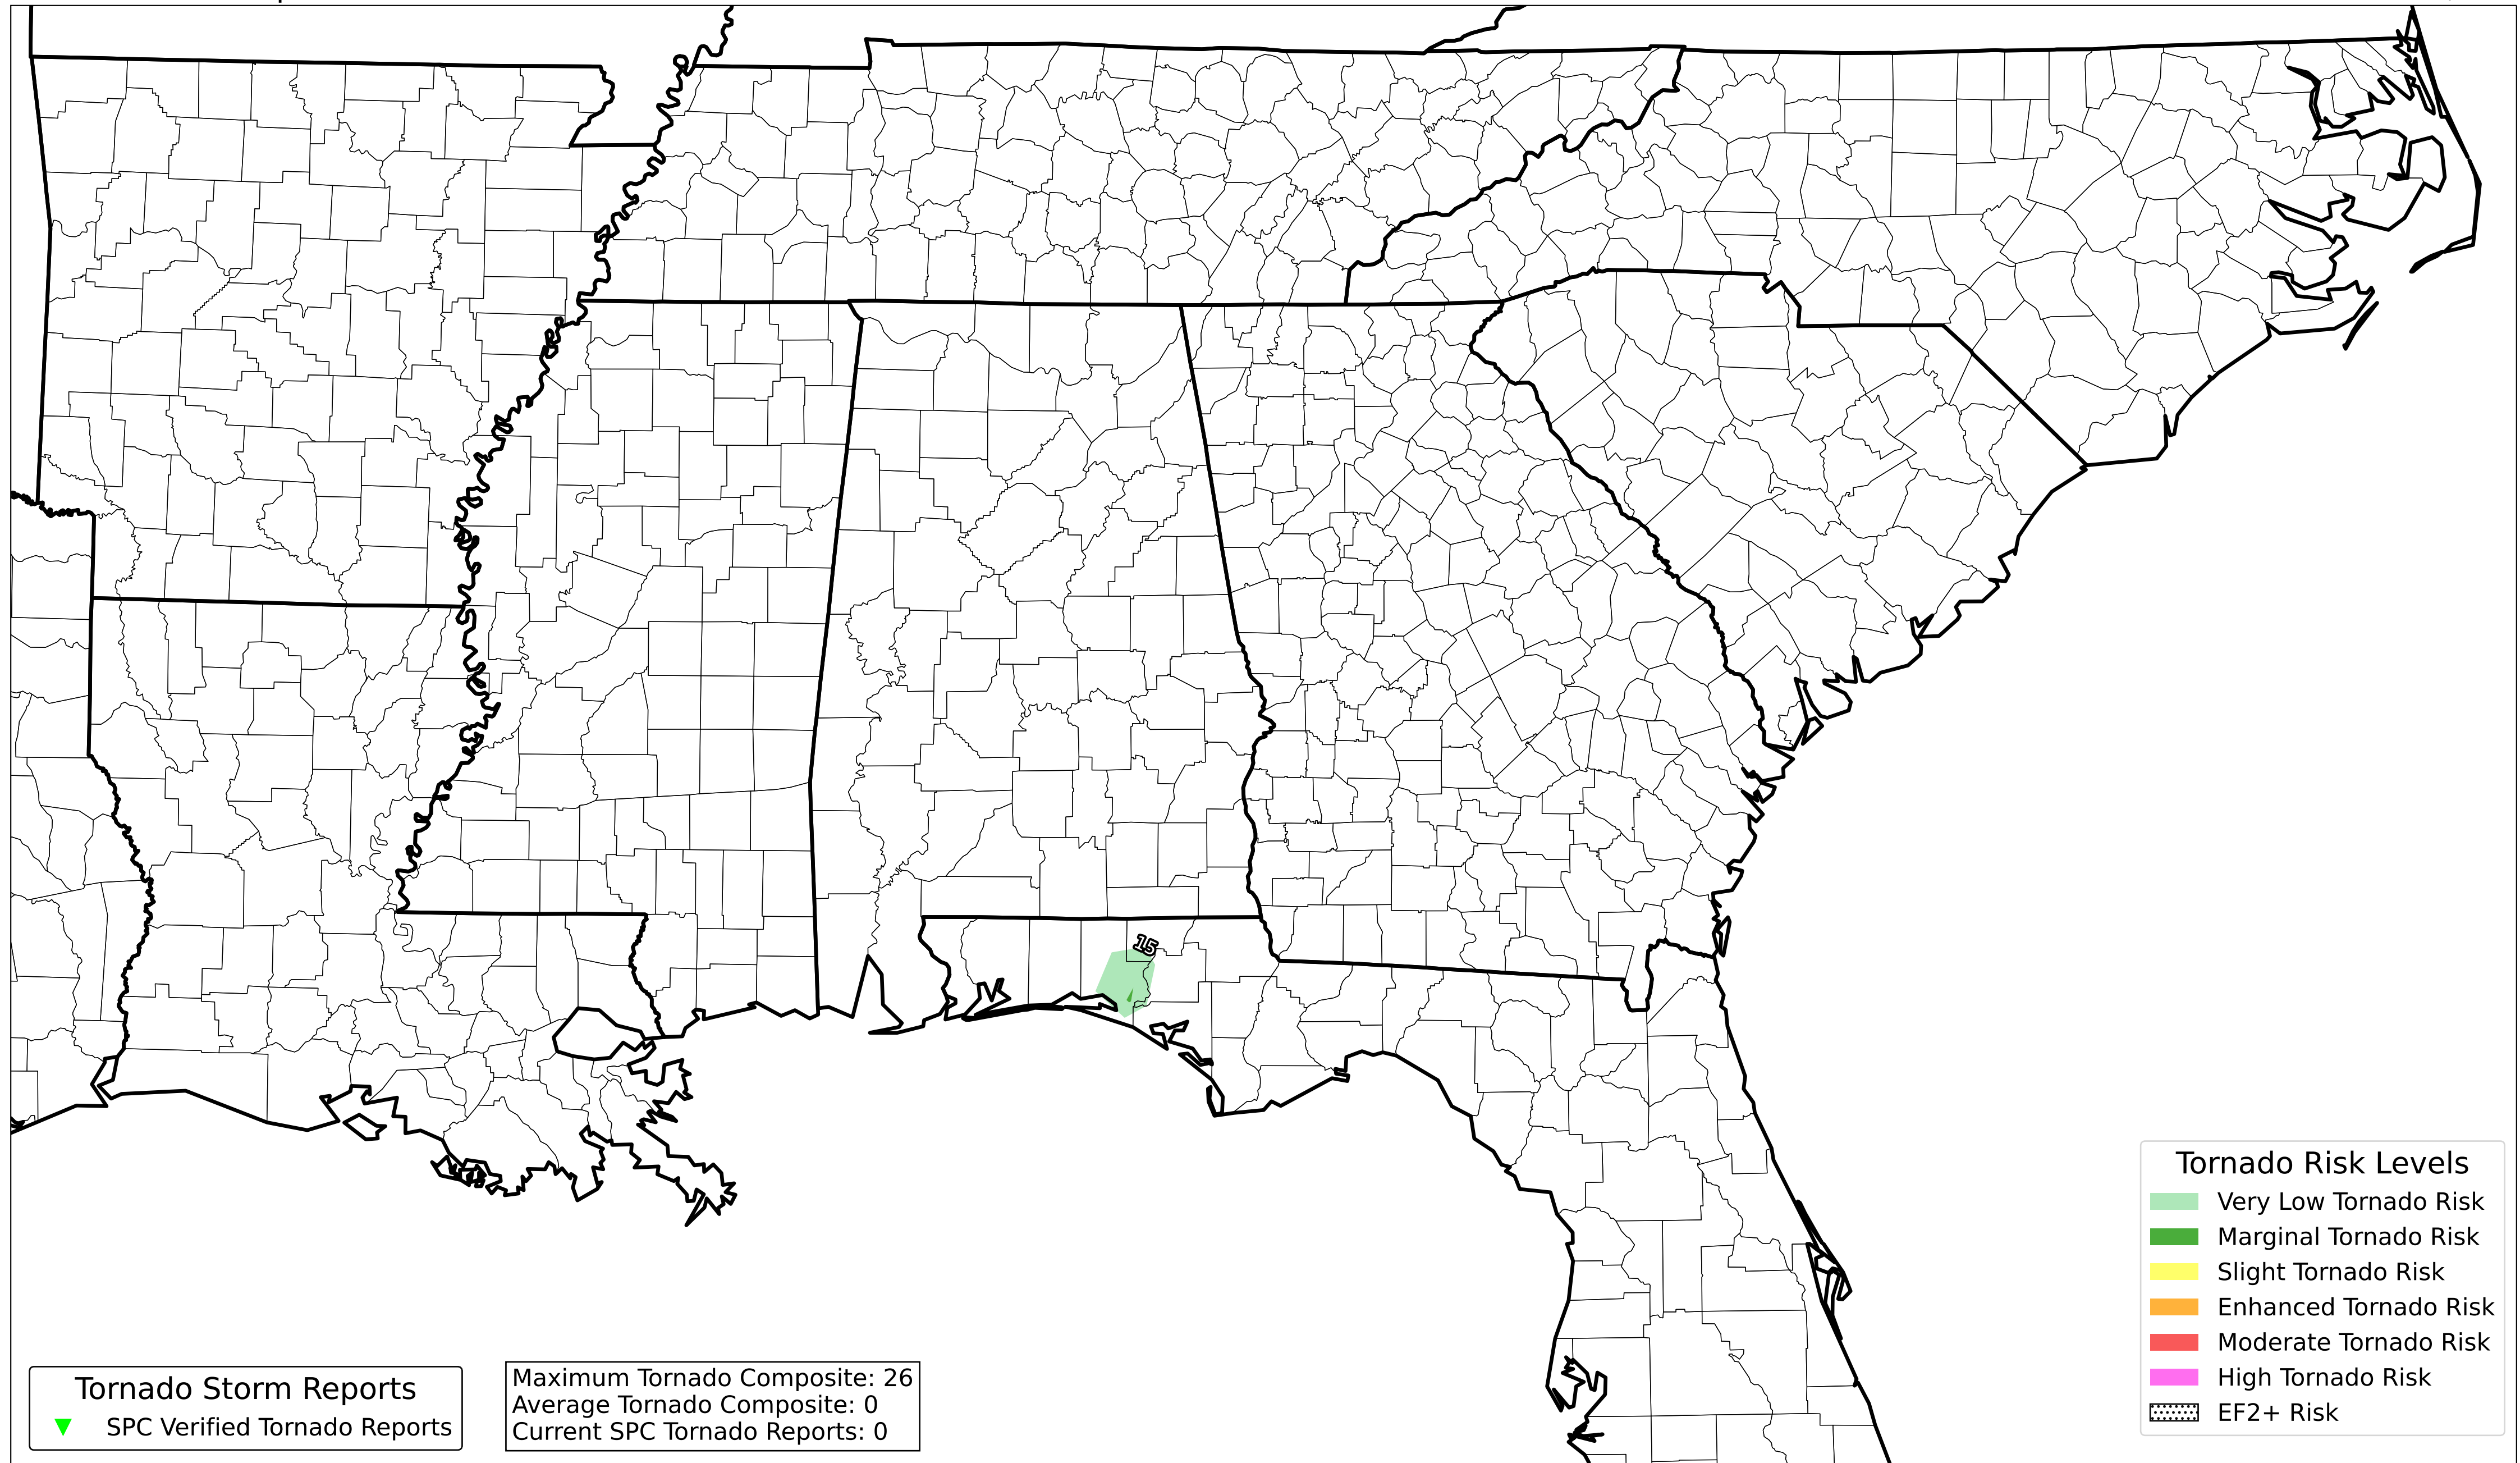 15
Tornado Risk Levels
Very Low Tornado Risk
Marginal Tornado Risk
Slight Tornado Risk
Enhanced Tornado Risk
Moderate Tornado Risk
High Tornado Risk
EF2+ Risk
Tornado Storm Reports
SPC Verified Tornado Reports
Maximum Tornado Composite: 26
Average Tornado Composite: 0
Current SPC Tornado Reports: 0